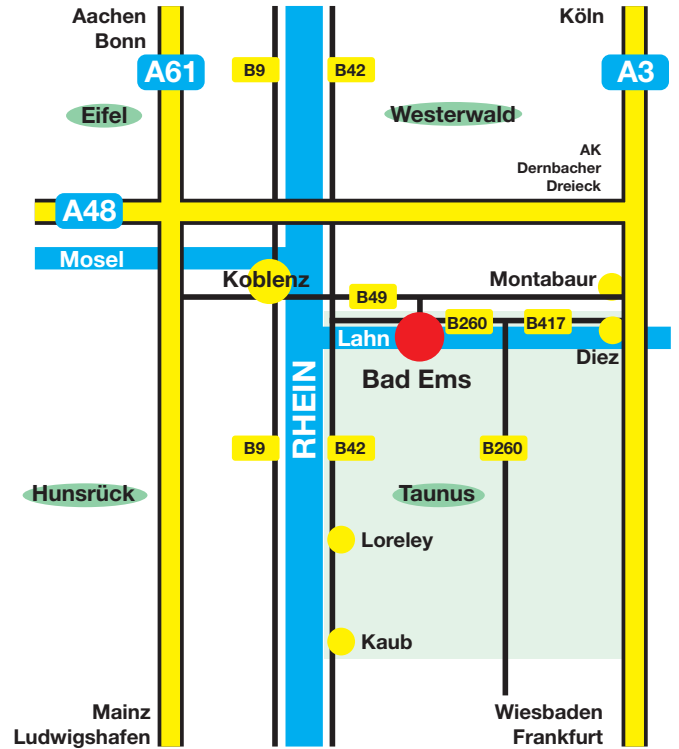 Aachen
Bonn
Köln
A61
B9
B42
A3
Eifel
Westerwald
AK
Dernbacher
Dreieck
A48
Mosel
Koblenz
Montabaur
B49
B260
B417
Lahn
Diez
Bad Ems
RHEIN
B9
B42
B260
Hunsrück
Taunus
Loreley
Kaub
Mainz
Ludwigshafen
Wiesbaden
Frankfurt